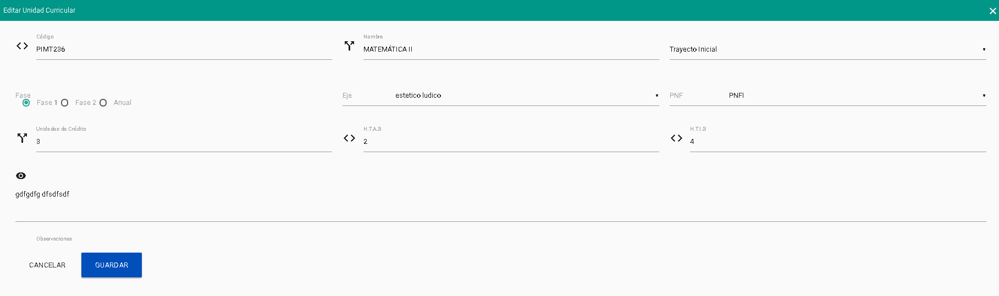 Editar Unidad Curricular
Código
PIMT236
Nombre
MATEMÁTICA II
Trayecto Inicial
Fase
Fase 1 Fase 2 Anual
Eje estetico ludico
PNF PNFI
Unidades de Crédito
3
H.T.A.S
2
H.T.I.S
4
gdfgdfg dfsdfsdf
Observaciones
CANCELAR GUARDAR